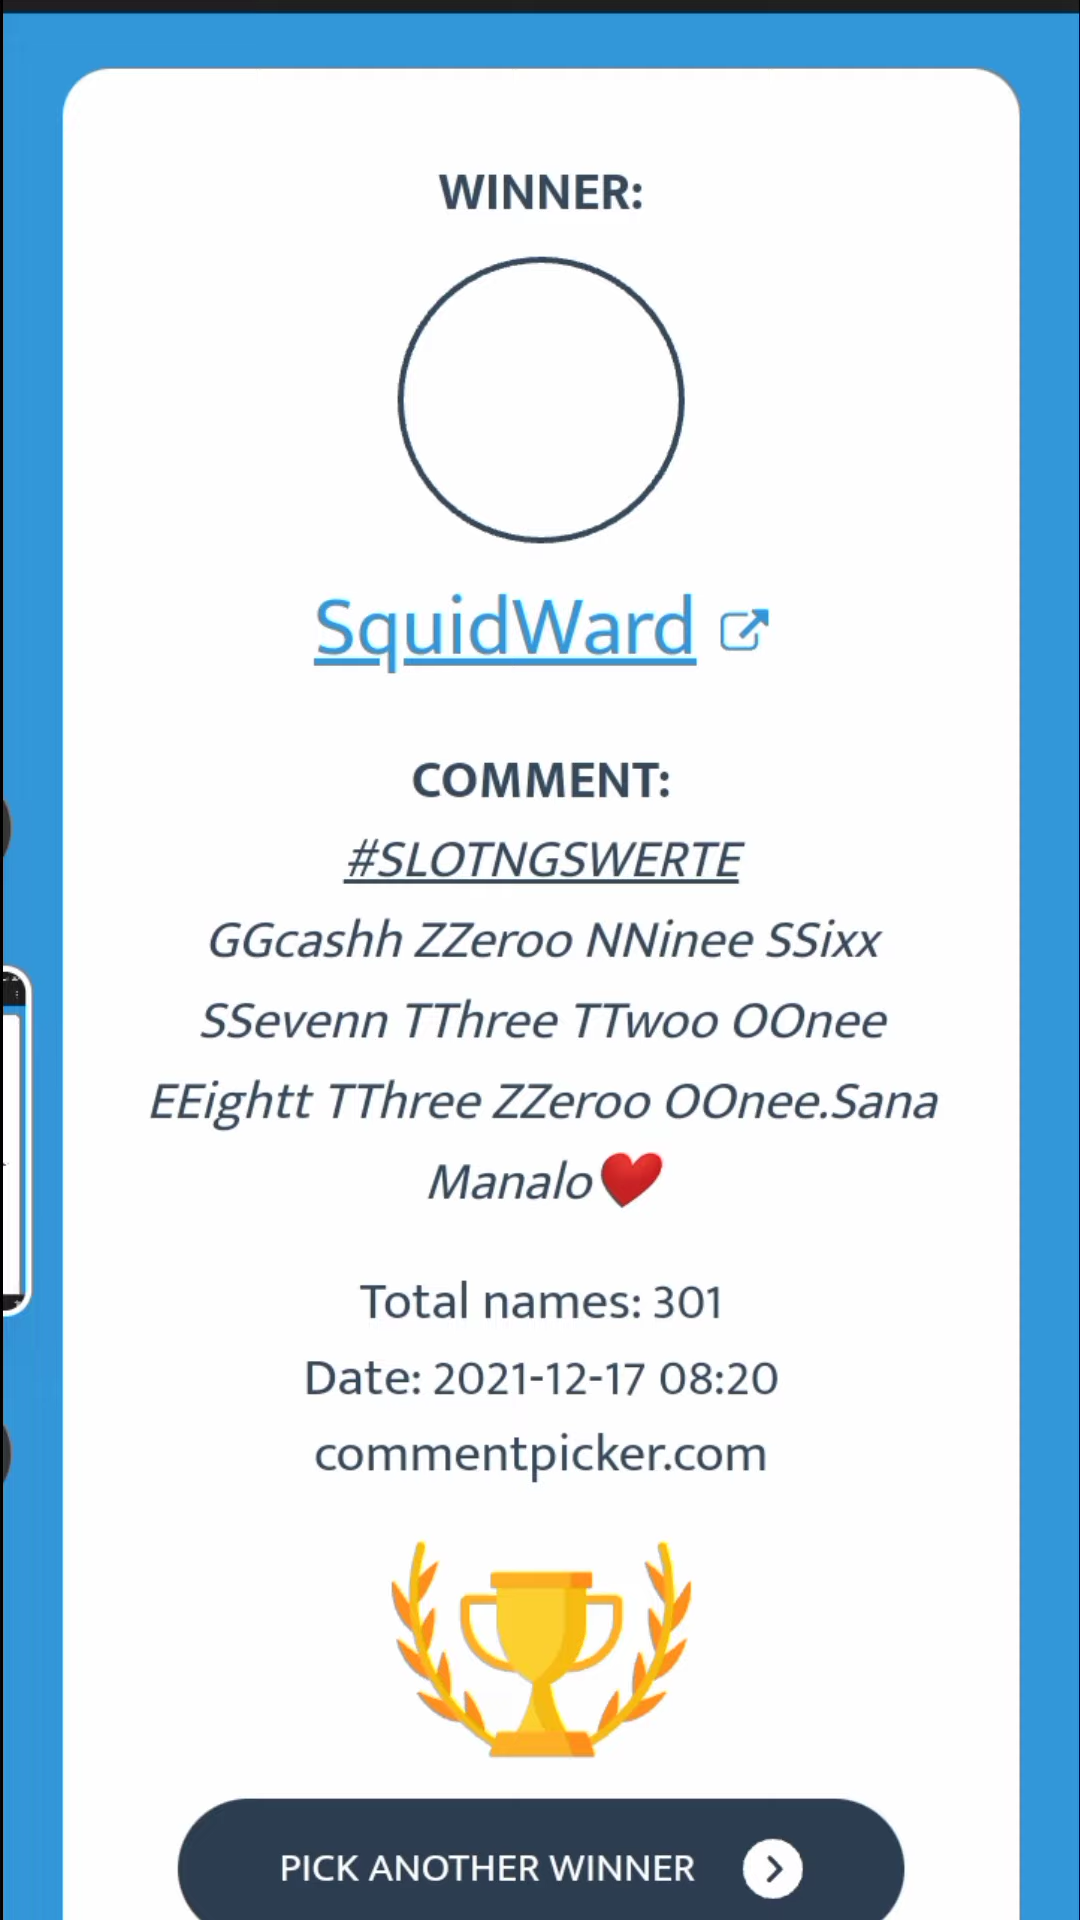 WINNER:
SquidWard
COMMENT:
#SLOTNGSWERTE
GGcashh ZZeroo NNinee SSixx
SSevenn TThree TTwoo OOnee
EEightt TThree ZZeroo OOnee.Sana
Manalo❤️
Total names: 301
Date: 2021-12-17 08:20
commentpicker.com
PICK ANOTHER WINNER